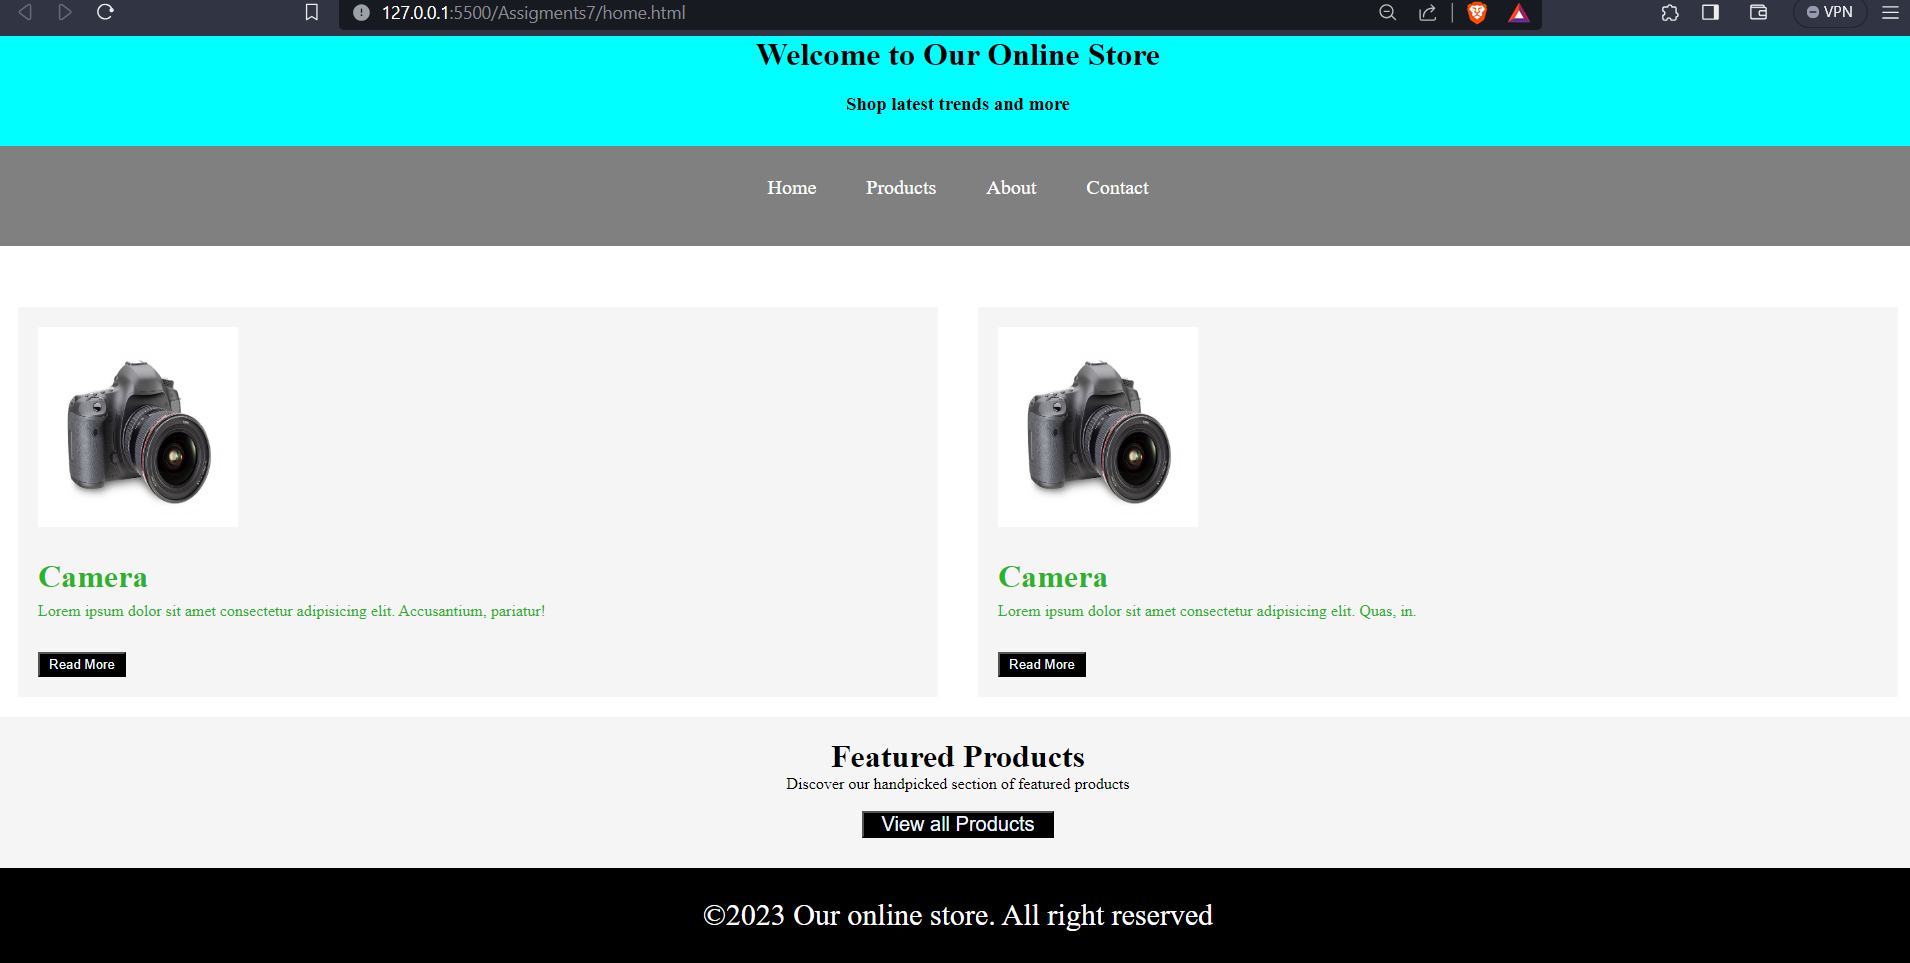 127.0.0.1:5500/Assigments7/home.html
VPN
Welcome to Our Online Store
Shop latest trends and more
Home Products About Contact
Camera
Lorem ipsum dolor sit amet consectetur adipisicing elit. Accusantium, pariatur!
Read More
Camera
Lorem ipsum dolor sit amet consectetur adipisicing elit. Quas, in.
Read More
Featured Products
Discover our handpicked section of featured products
View all Products
©2023 Our online store. All right reserved